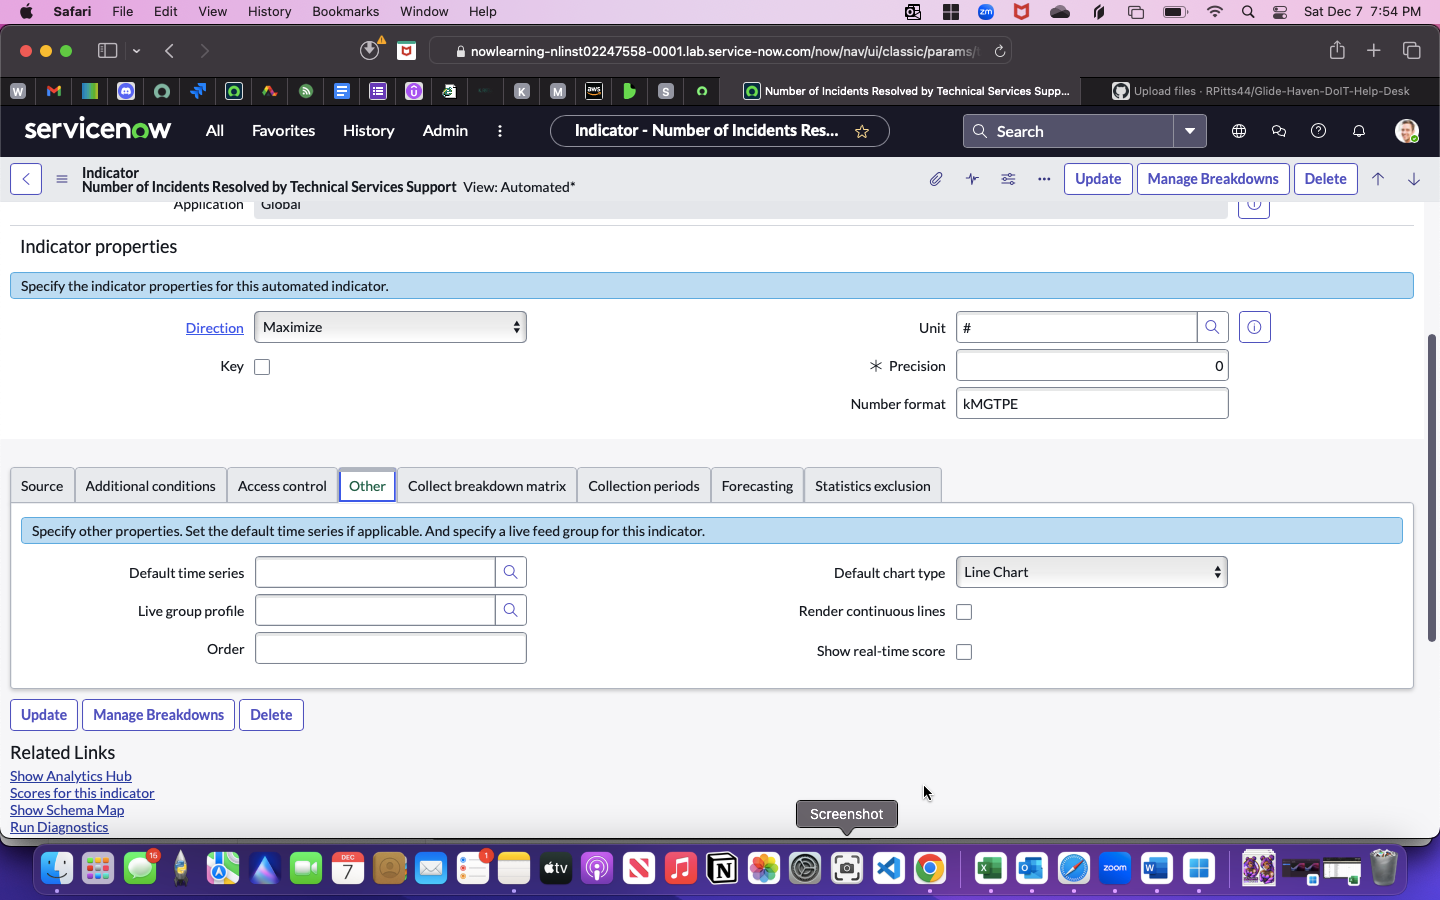 Safari File Edit View History Bookmarks Window Help Sat Dec 7 7:54 PM
nowlearning-nlinst02247558-0001.lab.service-now.com/now/nav/ui/classic/params/
Number of Incidents Resolved by Technical Services Supp... Upload files · RPitts44/Glide-Haven-DoIT-Help-Desk
servicenow All Favorites History Admin Indicator - Number of Incidents Res... Search
Indicator
Number of Incidents Resolved by Technical Services Support View: Automated*
Update Manage Breakdowns Delete
Application Global
Indicator properties
Specify the indicator properties for this automated indicator.
Direction Maximize Unit #
Key Precision 0
Number format kMGTPE
Source Additional conditions Access control Other Collect breakdown matrix Collection periods Forecasting Statistics exclusion
Specify other properties. Set the default time series if applicable. And specify a live feed group for this indicator.
Default time series Default chart type Line Chart
Live group profile Render continuous lines
Order Show real-time score
Update Manage Breakdowns Delete
Related Links
Show Analytics Hub
Scores for this indicator
Show Schema Map
Run Diagnostics
Screenshot
16
DEC
7
1
tv
zoom